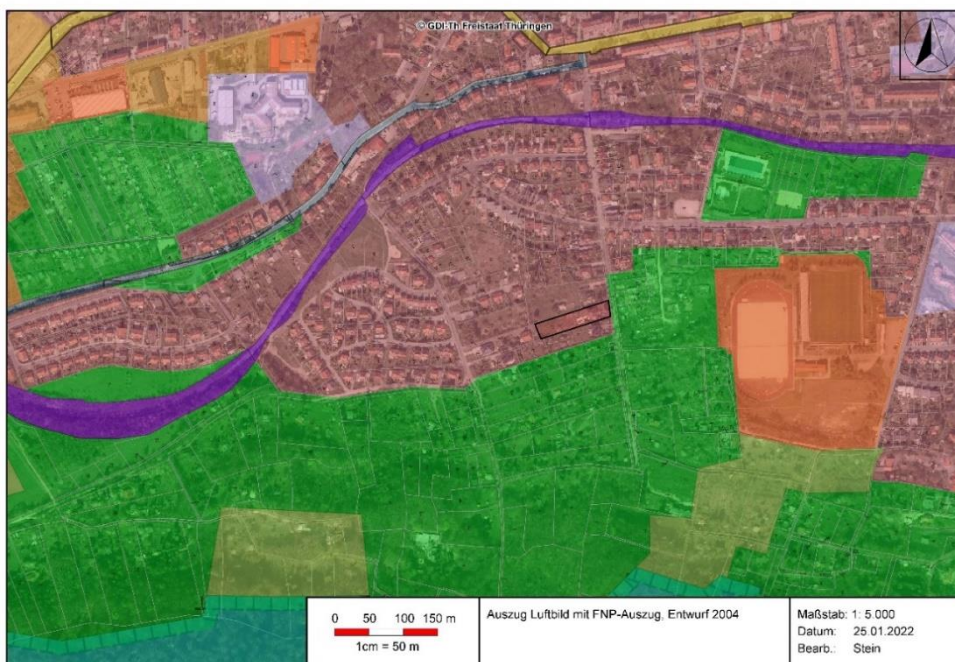 © GDI-Th Freistaat Thüringen
0 50 100 150 m
1cm = 50 m
Auszug Luftbild mit FNP-Auszug, Entwurf 2004
Maßstab: 1: 5.000
Datum: 25.01.2022
Bearb.: Stein